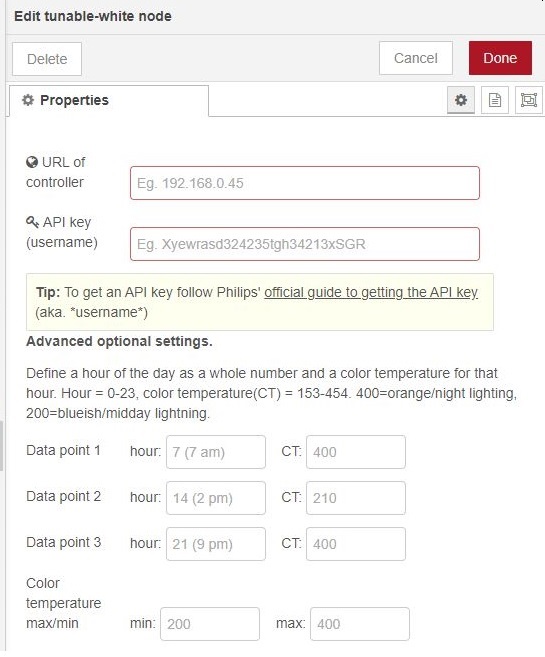 Edit tunable-white node
Delete
Cancel
Done
Properties
URL of
controller
Eg. 192.168.0.45
API key
(username)
Eg. Xyewrasd324235tgh34213xSGR
Tip: To get an API key follow Philips' official guide to getting the API key
(aka. *username*)
Advanced optional settings.
Define a hour of the day as a whole number and a color temperature for that
hour. Hour = 0-23, color temperature(CT) = 153-454. 400=orange/night lighting,
200=blueish/midday lightning.
Data point 1 hour: 7 (7 am) CT: 400
Data point 2 hour: 14 (2 pm) CT: 210
Data point 3 hour: 21 (9 pm) CT: 400
Color
temperature
max/min min: 200 max: 400